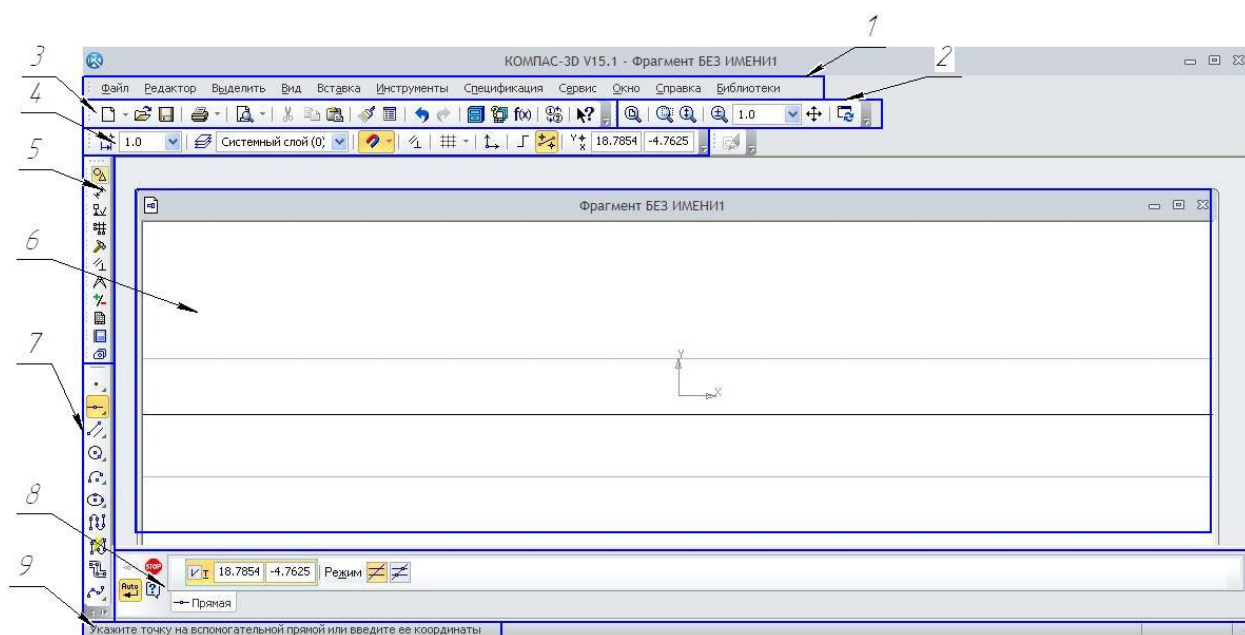 1
2
3
КОМПАС-3D V15.1 - Фрагмент БЕЗ ИМЕНИ1
Файл Редактор Выделить Вид Вставка Инструменты Спецификация Сервис Окно Справка Библиотеки
4
f(x) 1.0
1.0 Системный слой (0) 18.7854 -4.7625
5
Фрагмент БЕЗ ИМЕНИ1
6
7
Y
X
8
STOP
18.7854 -4.7625 Режим
Auto
Прямая
9
Укажите точку на вспомогательной прямой или введите ее координаты